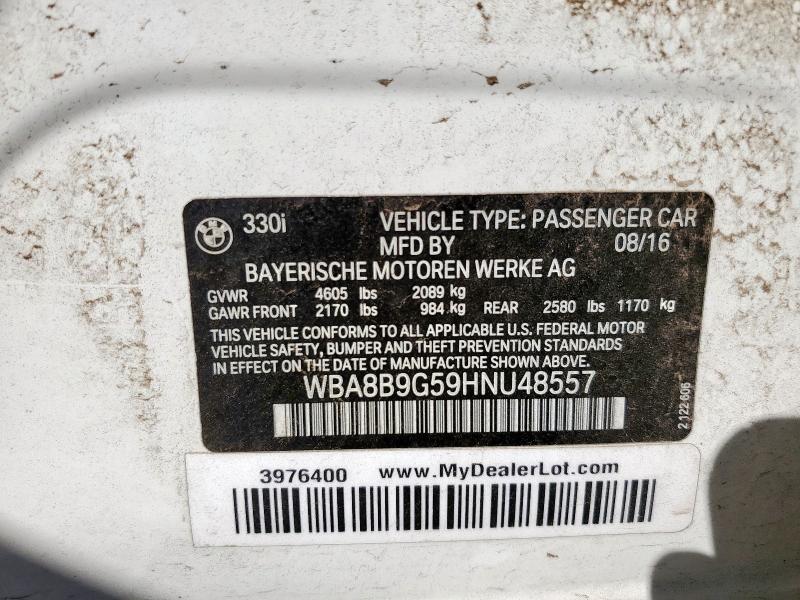 330i VEHICLE TYPE: PASSENGER CAR
MFD BY 08/16
BAYERISCHE MOTOREN WERKE AG
GVWR 4605 lbs 2089 kg
GAWR FRONT 2170 lbs 984 kg REAR 2580 lbs 1170 kg
THIS VEHICLE CONFORMS TO ALL APPLICABLE U.S. FEDERAL MOTOR
VEHICLE SAFETY, BUMPER AND THEFT PREVENTION STANDARDS
IN EFFECT ON THE DATE OF MANUFACTURE SHOWN ABOVE:
WBA8B9G59HNU48557
2 122 606
3976400 www.MyDealerLot.com